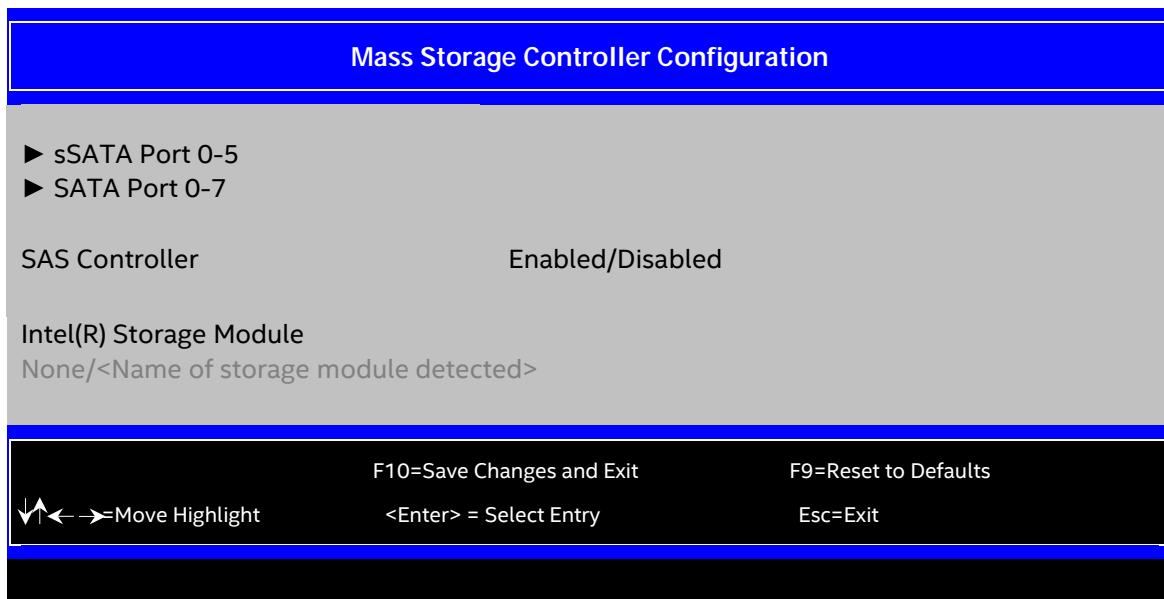 Mass Storage Controller Configuration
► sSATA Port 0-5
► SATA Port 0-7
SAS Controller Enabled/Disabled
Intel(R) Storage Module
None/<Name of storage module detected>
F10=Save Changes and Exit F9=Reset to Defaults
↓↑←→=Move Highlight <Enter> = Select Entry Esc=Exit